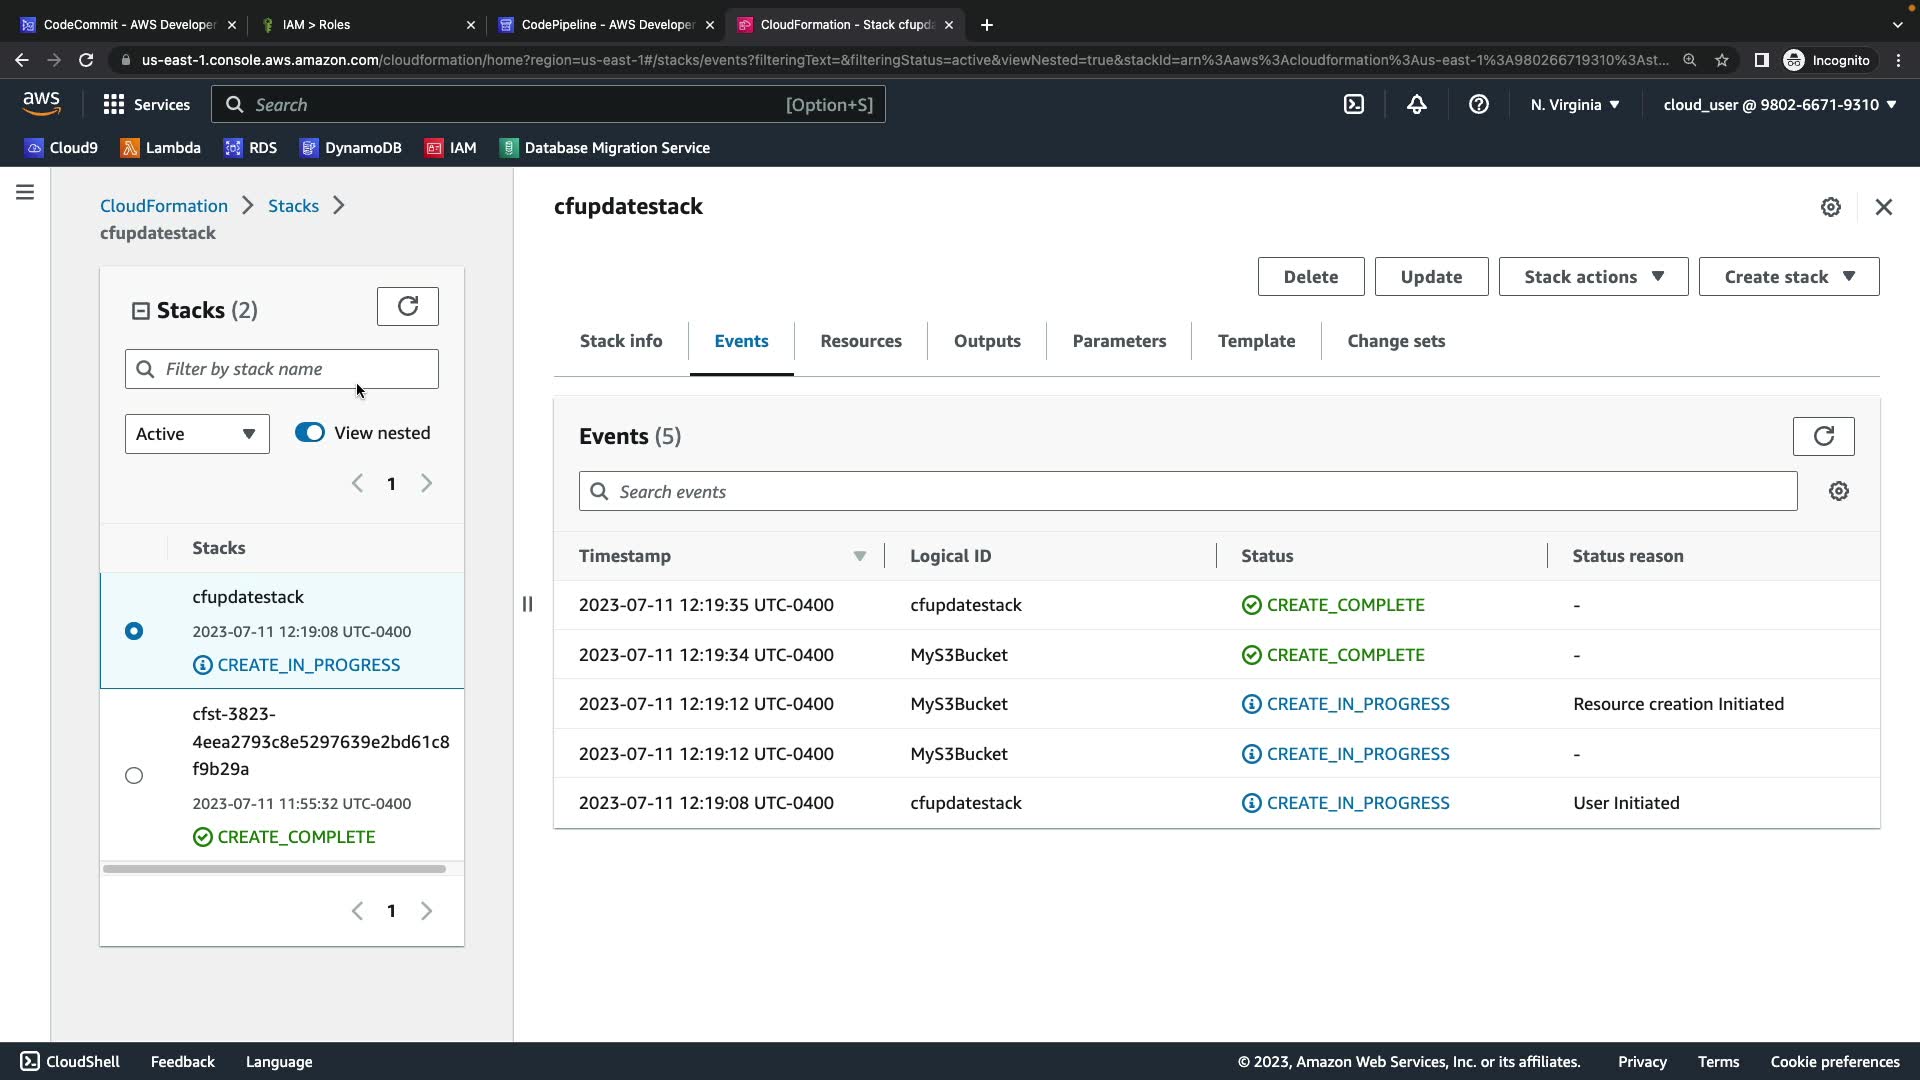 CodeCommit - AWS Developer
IAM > Roles
CodePipeline - AWS Developer
CloudFormation - Stack cfupda
us-east-1.console.aws.amazon.com/cloudformation/home?region=us-east-1#/stacks/events?filteringText=&filteringStatus=active&viewNested=true&stackId=arn%3Aaws%3Acloudformation%3Aus-east-1%3A980266719310%3Ast...
Incognito
aws
Services
Search
[Option+S]
N. Virginia
cloud_user @ 9802-6671-9310
Cloud9
Lambda
RDS
DynamoDB
IAM
Database Migration Service
CloudFormation
Stacks
cfupdatestack
Stacks (2)
Filter by stack name
Active
View nested
1
Stacks
cfupdatestack
2023-07-11 12:19:08 UTC-0400
CREATE_IN_PROGRESS
cfst-3823-
4eea2793c8e5297639e2bd61c8
f9b29a
2023-07-11 11:55:32 UTC-0400
CREATE_COMPLETE
1
cfupdatestack
Delete
Update
Stack actions
Create stack
Stack info
Events
Resources
Outputs
Parameters
Template
Change sets
Events (5)
Search events
Timestamp Logical ID Status Status reason
2023-07-11 12:19:35 UTC-0400 cfupdatestack CREATE_COMPLETE -
2023-07-11 12:19:34 UTC-0400 MyS3Bucket CREATE_COMPLETE -
2023-07-11 12:19:12 UTC-0400 MyS3Bucket CREATE_IN_PROGRESS Resource creation Initiated
2023-07-11 12:19:12 UTC-0400 MyS3Bucket CREATE_IN_PROGRESS -
2023-07-11 12:19:08 UTC-0400 cfupdatestack CREATE_IN_PROGRESS User Initiated
CloudShell
Feedback
Language
© 2023, Amazon Web Services, Inc. or its affiliates.
Privacy
Terms
Cookie preferences